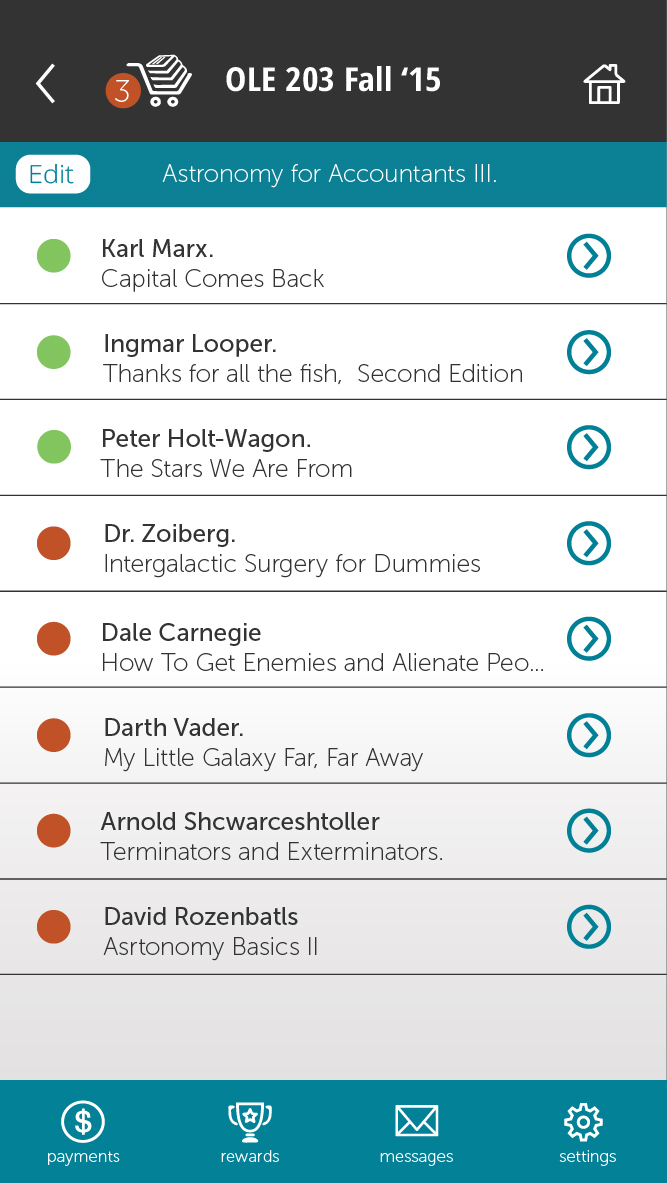 3
OLE 203 Fall ‘15
Edit
Astronomy for Accountants III.
Karl Marx.
Capital Comes Back
Ingmar Looper.
Thanks for all the fish,  Second Edition
Peter Holt-Wagon.
The Stars We Are From
Dr. Zoiberg.
Intergalactic Surgery for Dummies
Dale Carnegie
How To Get Enemies and Alienate Peo...
Darth Vader.
My Little Galaxy Far, Far Away
Arnold Shcwarceshtoller
Terminators and Exterminators.
David Rozenbatls
Asrtonomy Basics II
$
payments
rewards
messages
settings